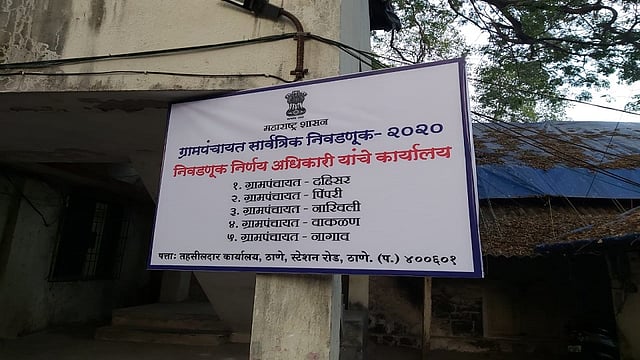 महाराष्ट्र शासन
ग्रामपंचायत सार्वत्रिक निवडणूक- २०२०
निवडणूक निर्णय अधिकारी यांचे कार्यालय
१. ग्रामपंचायत - दहिसर
२. ग्रामपंचायत - पिंपरी
३. ग्रामपंचायत - नारिवली
४. ग्रामपंचायत - वाकळण
५. ग्रामपंचायत - नागाव
पत्ताः तहसीलदार कार्यालय, ठाणे, स्टेशन रोड, ठाणे. (प.) ४००६०१